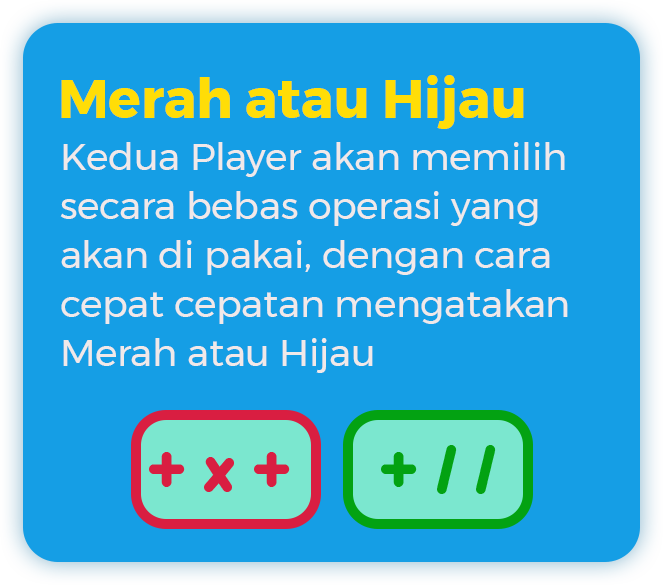 Merah atau Hijau
Kedua Player akan memilih
secara bebas operasi yang
akan di pakai, dengan cara
cepat cepatan mengatakan
Merah atau Hijau
+ x + + / /